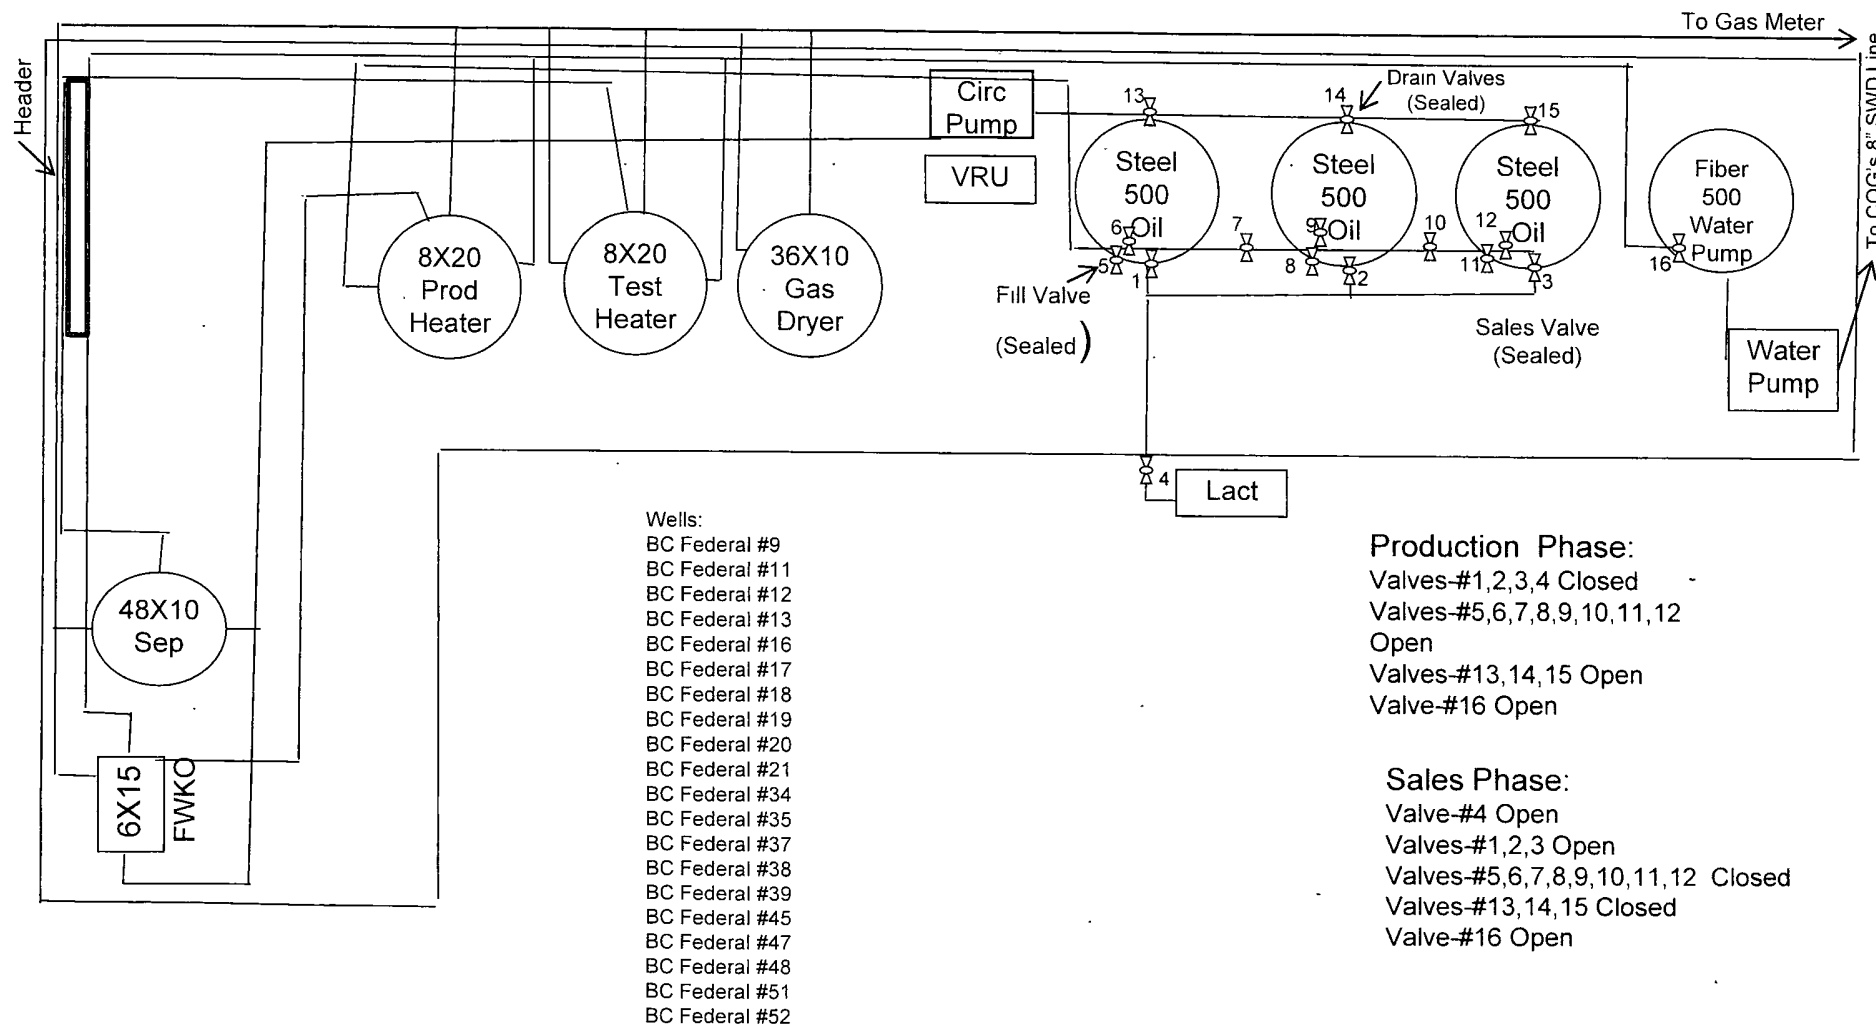 To Gas Meter
To COG's 8" SWD Line
Header
Circ
Pump
VRU
13
14
15
Drain Valves
(Sealed)
Steel
500
Oil
Steel
500
Oil
Steel
500
Oil
Fiber
500
Water
Pump
6
7
9
10
12
5
1
8
2
11
3
16
8X20
Prod
Heater
8X20
Test
Heater
36X10
Gas
Dryer
Fill Valve
(Sealed)
Sales Valve
(Sealed)
Water
Pump
4
Lact
48X10
Sep
6X15
FWKO
Wells:
BC Federal #9
BC Federal #11
BC Federal #12
BC Federal #13
BC Federal #16
BC Federal #17
BC Federal #18
BC Federal #19
BC Federal #20
BC Federal #21
BC Federal #34
BC Federal #35
BC Federal #37
BC Federal #38
BC Federal #39
BC Federal #45
BC Federal #47
BC Federal #48
BC Federal #51
BC Federal #52
Production Phase:
Valves-#1,2,3,4 Closed
Valves-#5,6,7,8,9,10,11,12
Open
Valves-#13,14,15 Open
Valve-#16 Open
Sales Phase:
Valve-#4 Open
Valves-#1,2,3 Open
Valves-#5,6,7,8,9,10,11,12 Closed
Valves-#13,14,15 Closed
Valve-#16 Open